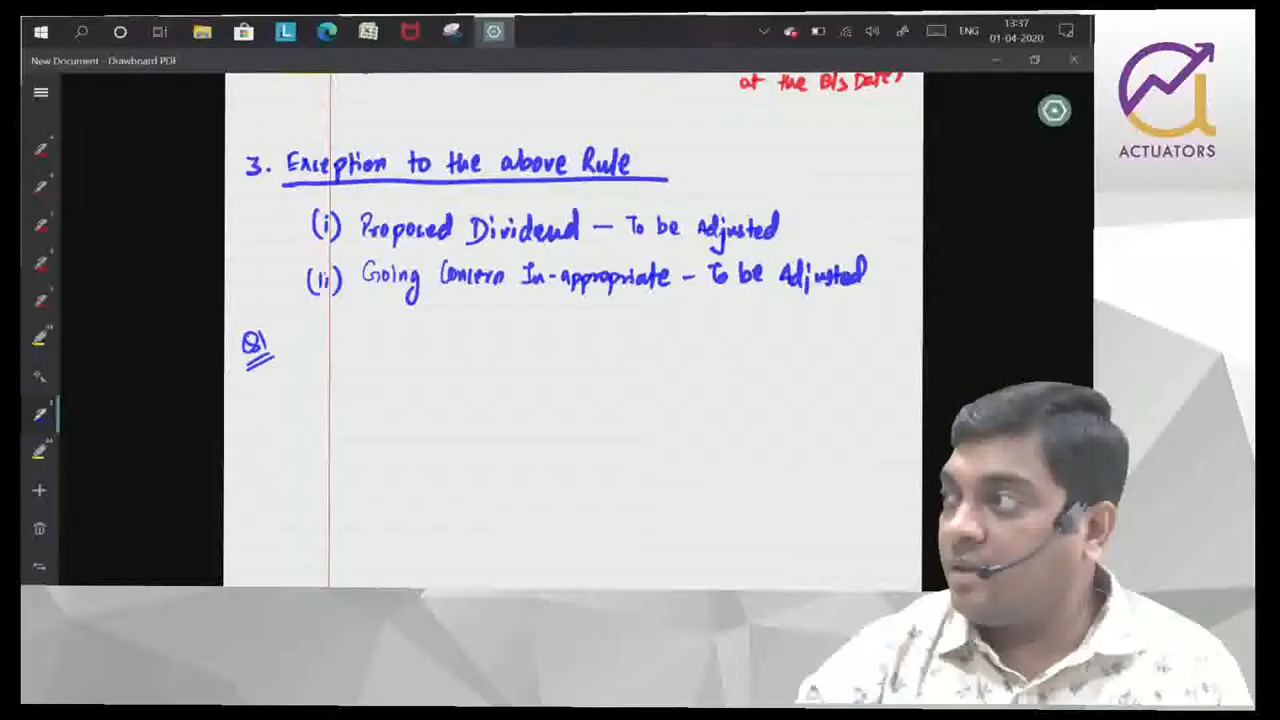 13:37
ENG
01-04-2020
New Document - Drawboard PDF
at the B/s Date)
ACTUATORS
3. Exception to the above Rule
(i) Proposed Dividend - To be Adjusted
(ii) Going Concern In-appropriate - To be Adjusted
Q1